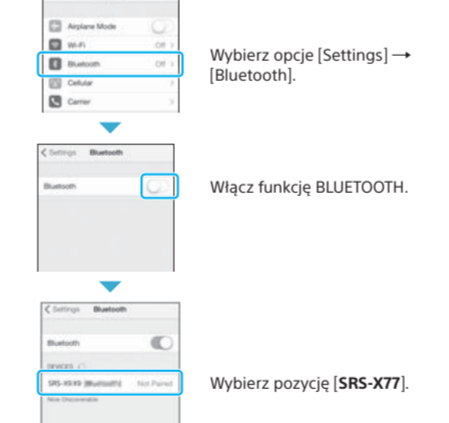 Airplane Mode
Wi-Fi Off
Bluetooth Off
Wybierz opcje [Settings] →
[Bluetooth].
Cellular
Carrier
Settings Bluetooth
Bluetooth
Włącz funkcję BLUETOOTH.
Settings Bluetooth
Bluetooth
DEVICES
(Bluetooth) Not Paired
Wybierz pozycję [SRS-X77].
Now Discoverable